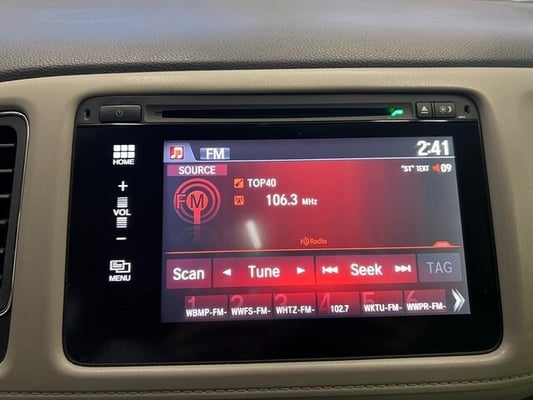 FM
2:41
HOME
SOURCE
"ST" TEXT 09
TOP40
FM
106.3 MHz
+
VOL
−
HD Radio
MENU
Scan ◄ Tune ► |◄◄ Seek ►►| TAG
1 2 3 4 5 6
WBMP-FM- WWFS-FM- WHTZ-FM- 102.7 WKTU-FM- WWPR-FM-